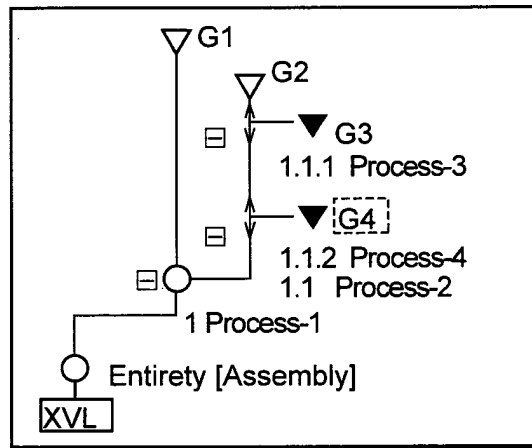 G1
G2
G3
1.1.1 Process-3
G4
1.1.2 Process-4
1.1 Process-2
1 Process-1
Entirety [Assembly]
XVL